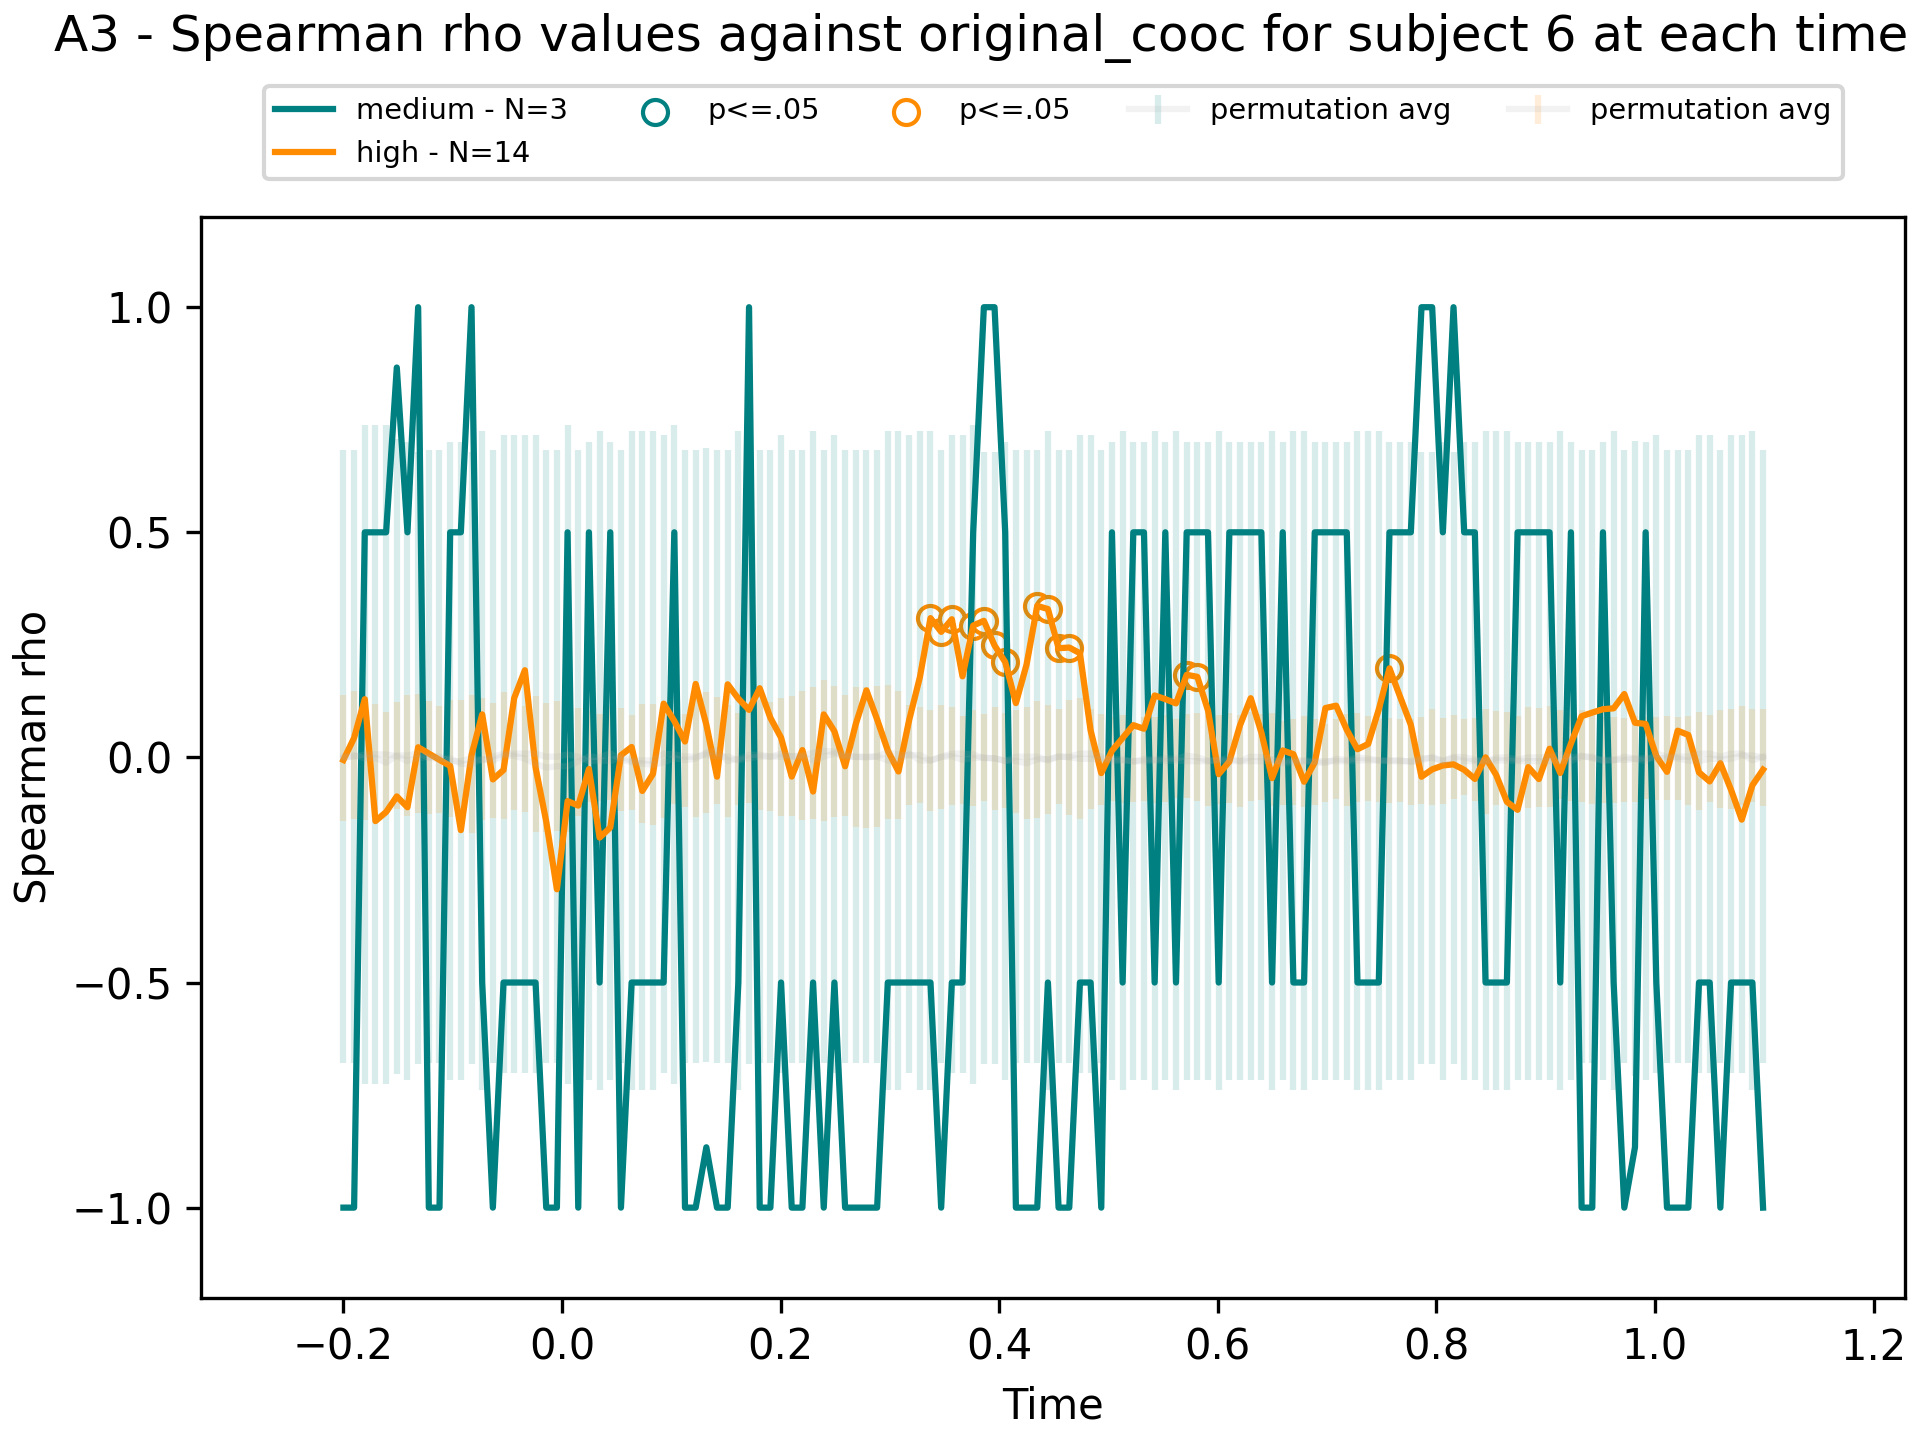 A3 - Spearman rho values against original_cooc for subject 6 at each time
medium - N=3
high - N=14
p<=.05
p<=.05
permutation avg
permutation avg
Spearman rho
1.0
0.5
0.0
−0.5
−1.0
−0.2 0.0 0.2 0.4 0.6 0.8 1.0 1.2
Time